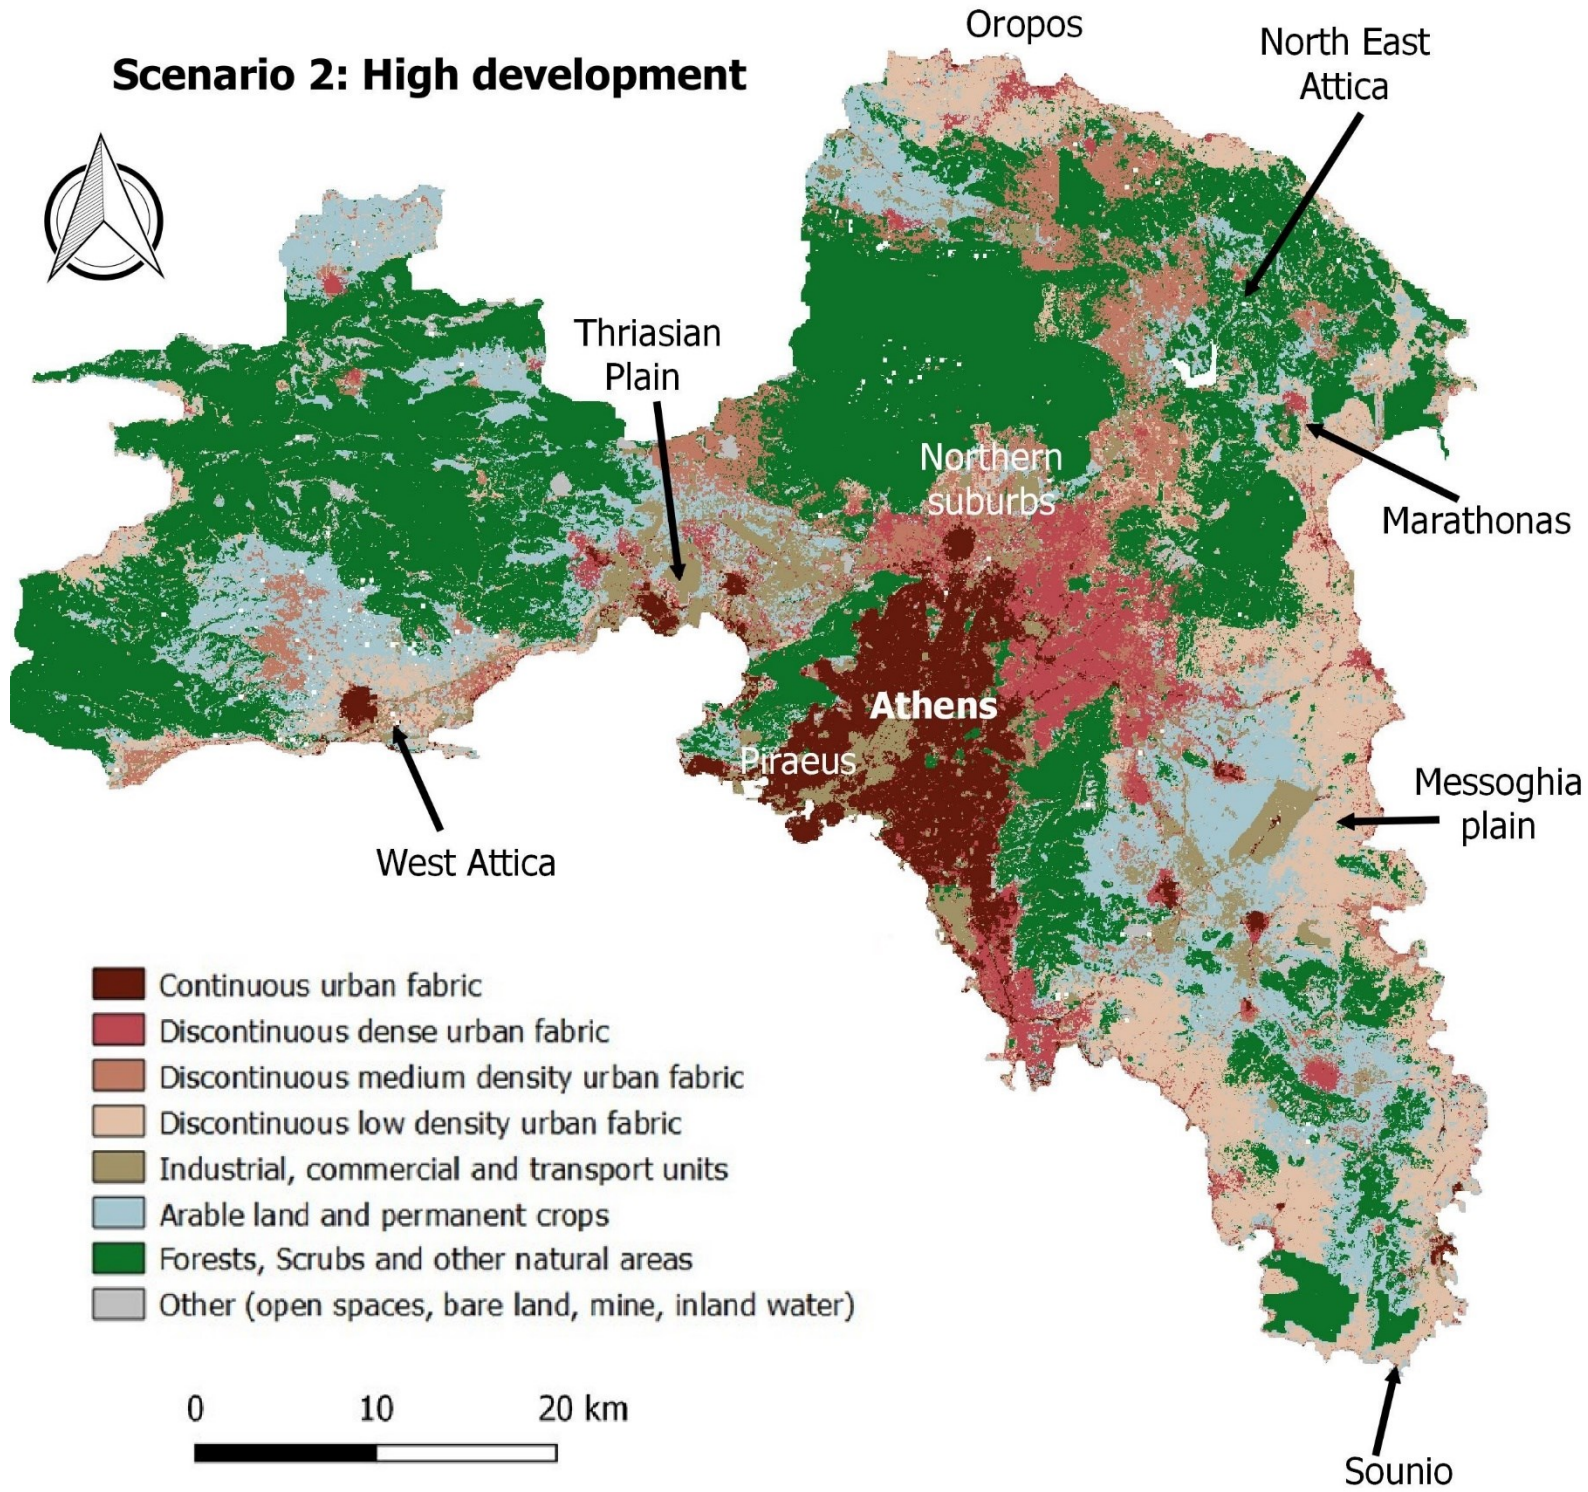 Oropos
North East
Attica
Scenario 2: High development
Thriasian
Plain
Northern
suburbs
Marathonas
Athens
Piraeus
Messoghia
plain
West Attica
Continuous urban fabric
Discontinuous dense urban fabric
Discontinuous medium density urban fabric
Discontinuous low density urban fabric
Industrial, commercial and transport units
Arable land and permanent crops
Forests, Scrubs and other natural areas
Other (open spaces, bare land, mine, inland water)
0 10 20 km
Sounio